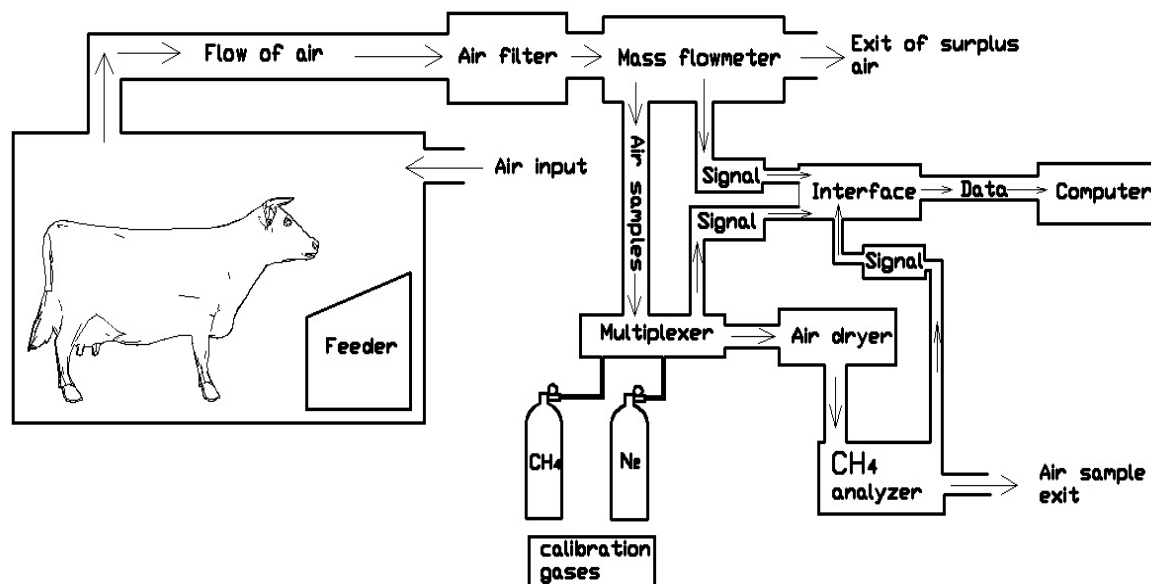 Flow of air
Air filter
Mass flowmeter
Exit of surplus
air
Air input
Air samples
Signal
Interface
Data
Computer
Signal
Signal
Feeder
Multiplexer
Air dryer
CH4
N2
CH4
analyzer
Air sample
exit
calibration
gases